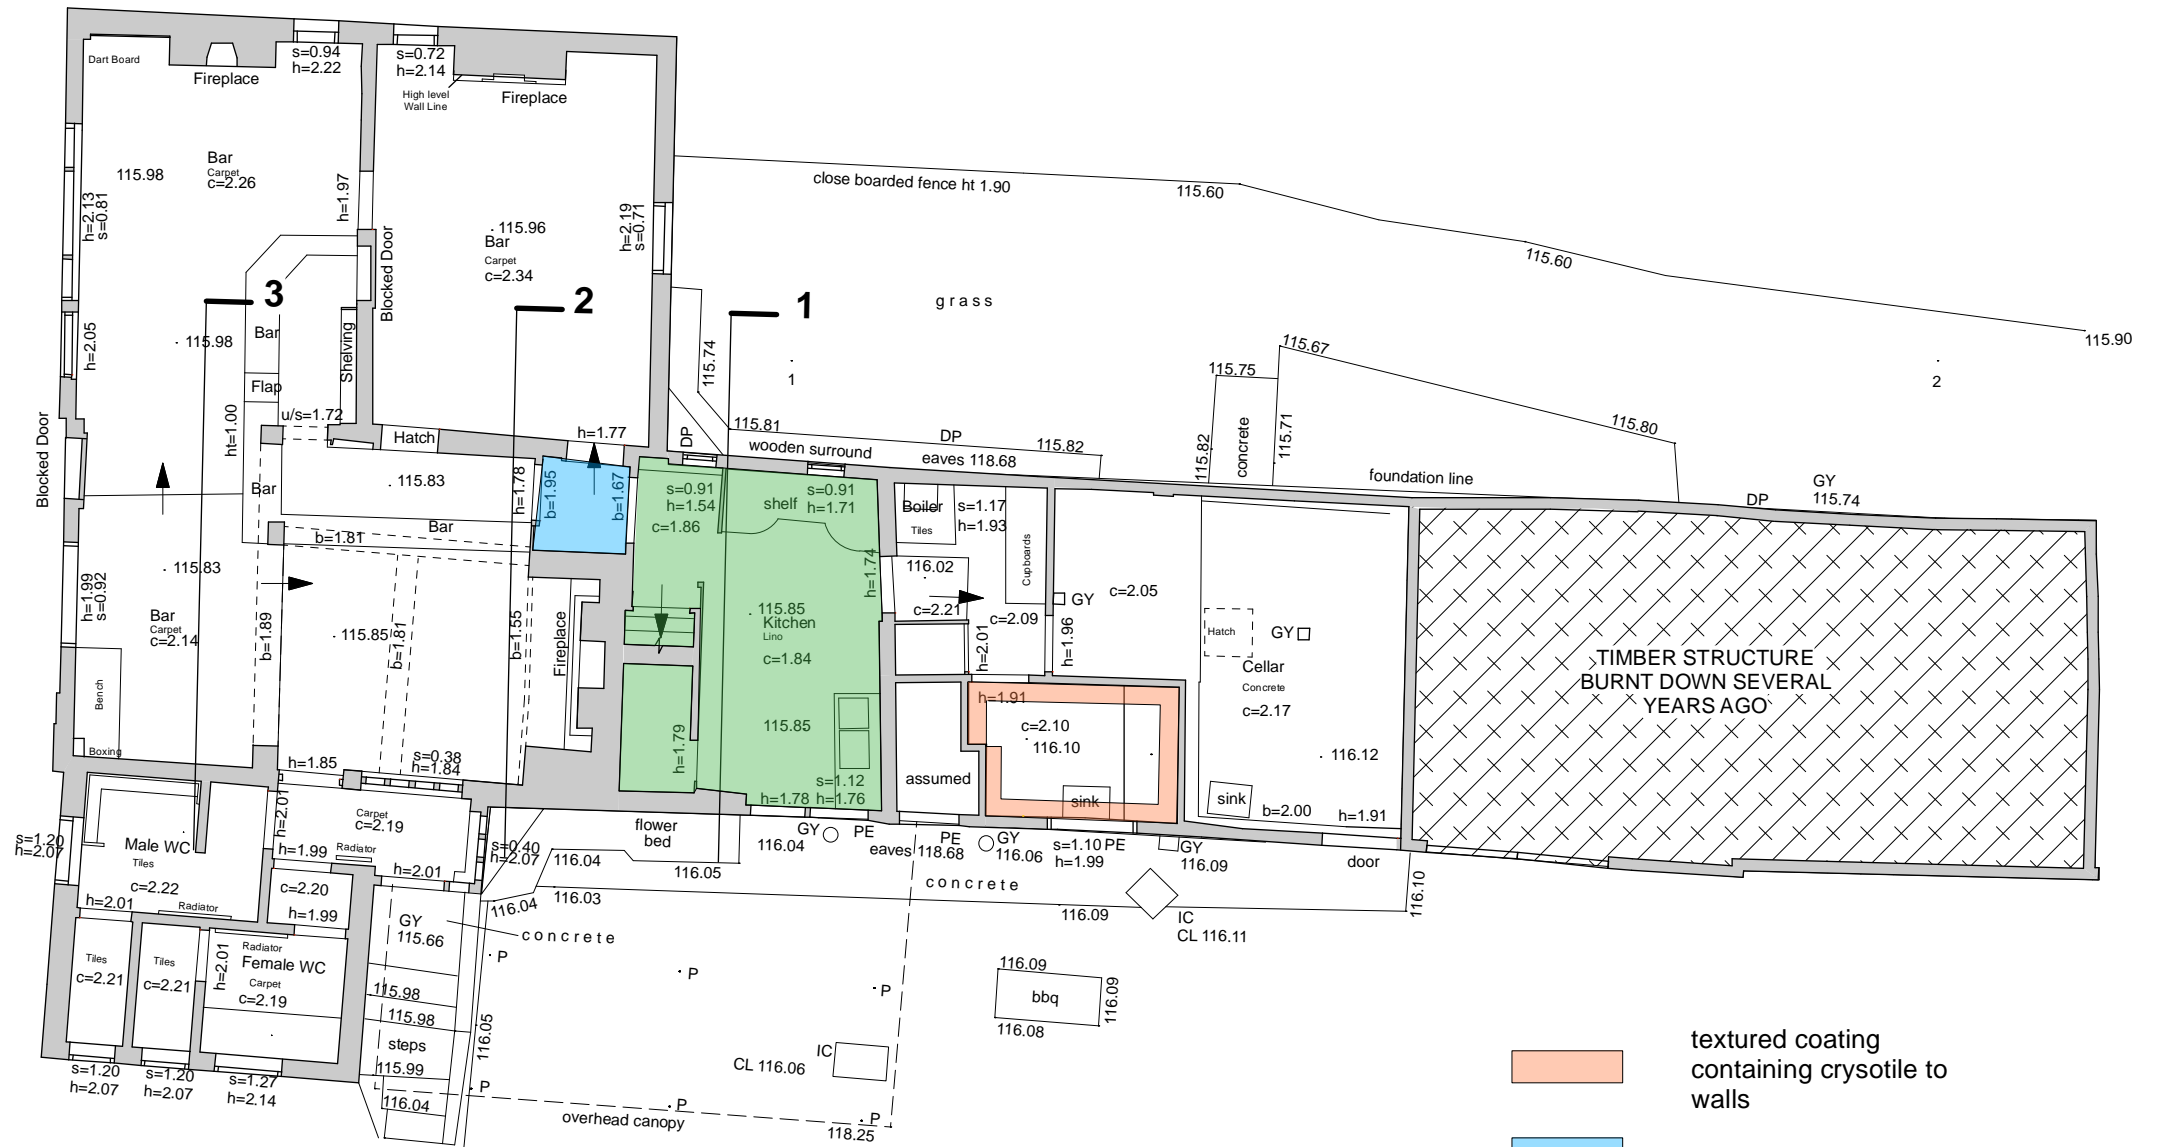 Dart Board
Fireplace
s=0.94
h=2.22
s=0.72
h=2.14
High level
Wall Line
Fireplace
Bar
Carpet
c=2.26
115.98
h=1.97
h=2.13
s=0.81
115.96
Bar
Carpet
c=2.34
h=2.19
s=0.71
close boarded fence ht 1.90
115.60
115.60
115.90
grass
Blocked Door
3
2
1
115.98
h=2.05
Bar
Shelving
Flap
ht=1.00
u/s=1.72
Hatch
h=1.77
115.74
1
2
DP
115.81
wooden surround
DP
115.82
eaves 118.68
115.75
115.67
115.82
concrete
115.71
115.80
foundation line
GY
DP
115.74
Blocked Door
Bar
115.83
Bar
b=1.81
h=1.78
b=1.95
b=1.67
s=0.91
h=1.54
c=1.86
shelf
s=0.91
h=1.71
Boiler
Tiles
s=1.17
h=1.93
Cupboards
h=1.74
116.02
c=2.21
c=2.09
GY
c=2.05
115.83
h=1.99
s=0.92
Bar
Carpet
c=2.14
b=1.89
115.85
b=1.81
b=1.55
Fireplace
115.85
Kitchen
Lino
c=1.84
h=2.01
h=1.96
Hatch
GY
Cellar
Concrete
c=2.17
TIMBER STRUCTURE
BURNT DOWN SEVERAL
YEARS AGO
Bench
Boxing
115.85
h=1.79
h=1.91
c=2.10
116.10
116.12
assumed
sink
sink
b=2.00
h=1.91
h=1.85
s=0.38
h=1.84
s=1.12
h=1.78
h=1.76
h=2.01
Carpet
c=2.19
Radiator
h=1.99
h=2.01
s=1.20
h=2.07
Male WC
Tiles
c=2.22
h=2.01
Radiator
c=2.20
h=1.99
s=0.40
h=2.07
flower
bed
116.04
116.05
116.04
GY
PE
eaves 118.68
PE
GY
116.06
s=1.10
PE
h=1.99
GY
116.09
door
116.04
116.03
concrete
116.09
116.10
IC
CL 116.11
GY
115.66
concrete
Tiles
c=2.21
Tiles
c=2.21
h=2.01
Radiator
Female WC
Carpet
c=2.19
P
P
P
116.09
bbq
116.09
116.08
115.98
115.98
steps
115.99
116.05
116.04
s=1.20
h=2.07
s=1.20
h=2.07
s=1.27
h=2.14
P
P
P
IC
CL 116.06
overhead canopy
118.25
textured coating
containing crysotile to
walls